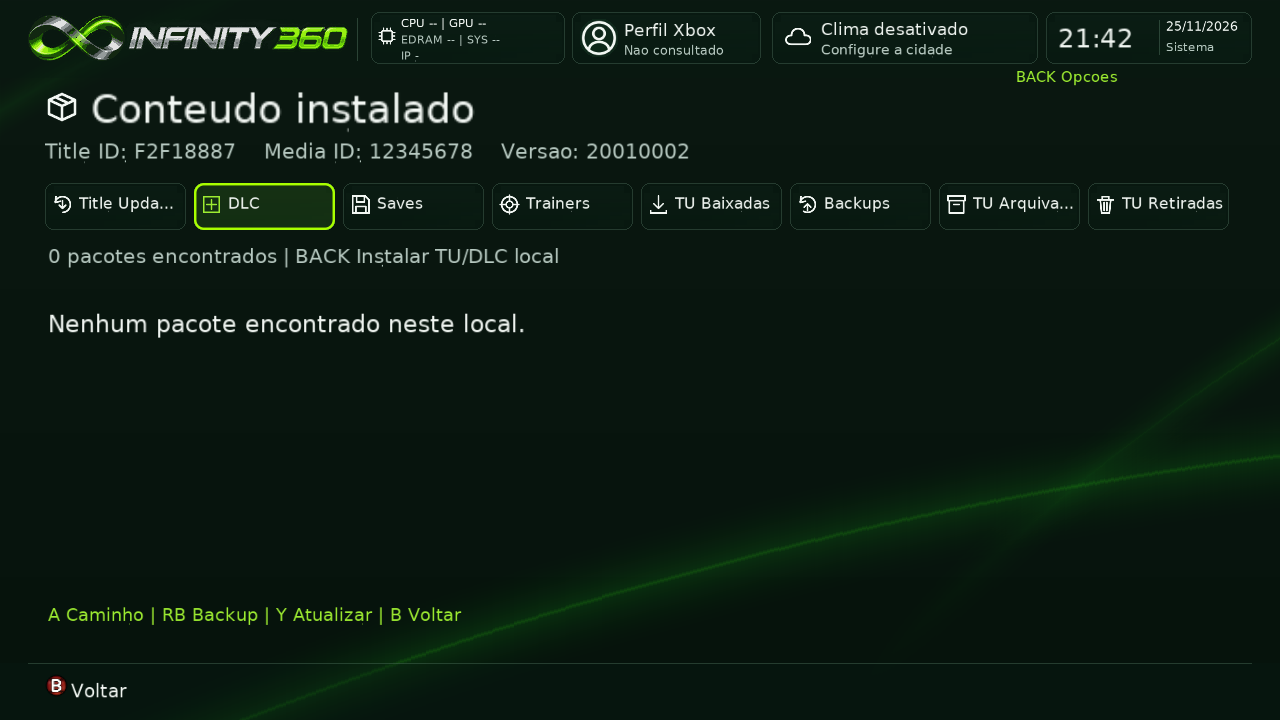 INFINITY 360
CPU -- | GPU --
EDRAM -- | SYS --
IP -
Perfil Xbox
Nao consultado
Clima desativado
Configure a cidade
21:42
25/11/2026
Sistema
BACK Opcoes
Conteudo instalado
Title ID: F2F18887 Media ID: 12345678 Versao: 20010002
Title Upda... DLC Saves Trainers TU Baixadas Backups TU Arquiva... TU Retiradas
0 pacotes encontrados | BACK Instalar TU/DLC local
Nenhum pacote encontrado neste local.
A Caminho | RB Backup | Y Atualizar | B Voltar
B Voltar